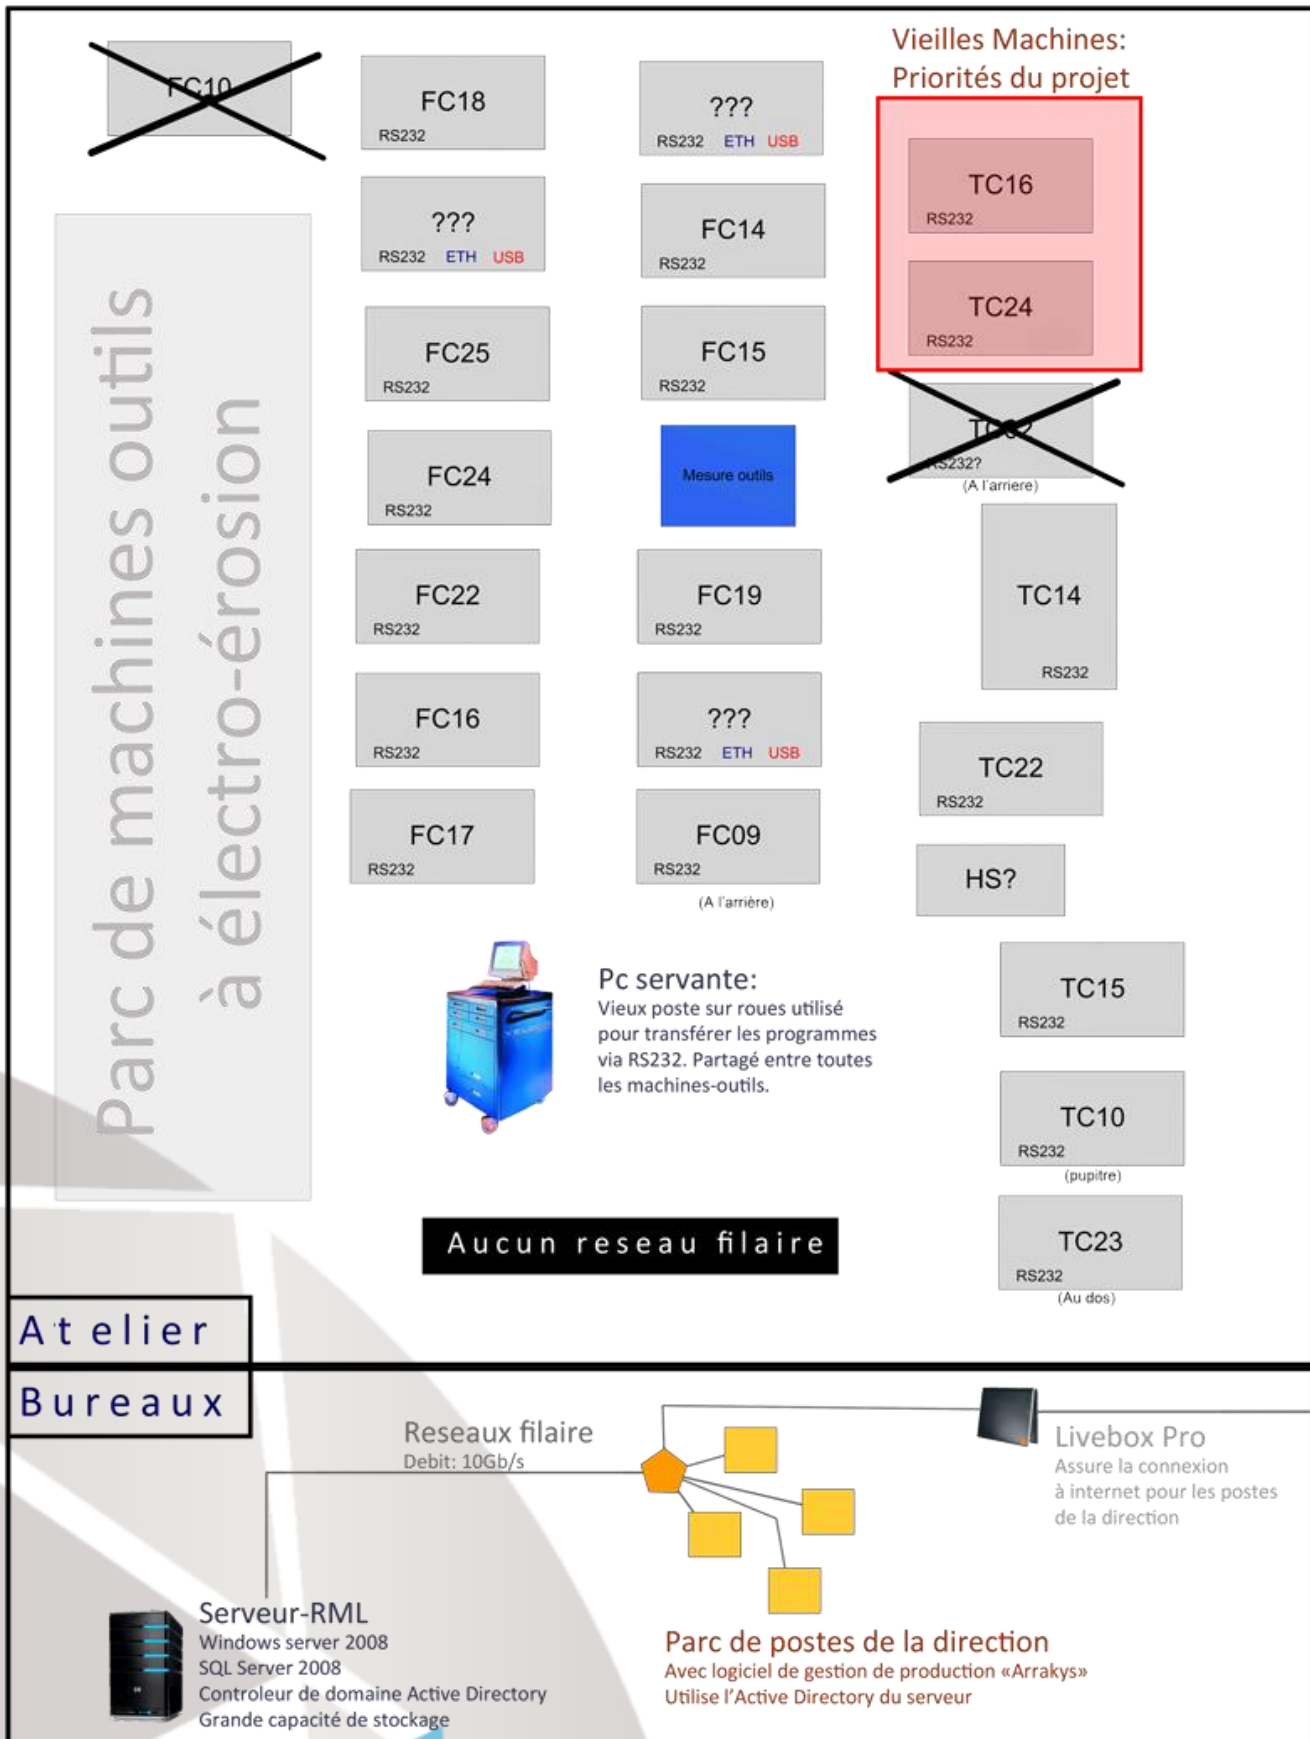 FC10
FC18
RS232
???
RS232 ETH USB
Vieilles Machines:
Priorités du projet
TC16
RS232
???
RS232 ETH USB
FC14
RS232
TC24
RS232
FC25
RS232
FC15
RS232
TC02
RS232?
(A l'arriere)
FC24
RS232
Mesure outils
TC14
RS232
FC22
RS232
FC19
RS232
FC16
RS232
???
RS232 ETH USB
TC22
RS232
FC17
RS232
FC09
RS232
(A l'arrière)
HS?
Parc de machines outils
à électro-érosion
Pc servante:
Vieux poste sur roues utilisé
pour transférer les programmes
via RS232. Partagé entre toutes
les machines-outils.
TC15
RS232
TC10
RS232
(pupitre)
TC23
RS232
(Au dos)
Aucun reseau filaire
Atelier
Bureaux
Reseaux filaire
Debit: 10Gb/s
Livebox Pro
Assure la connexion
à internet pour les postes
de la direction
Serveur-RML
Windows server 2008
SQL Server 2008
Controleur de domaine Active Directory
Grande capacité de stockage
Parc de postes de la direction
Avec logiciel de gestion de production «Arrakys»
Utilise l'Active Directory du serveur